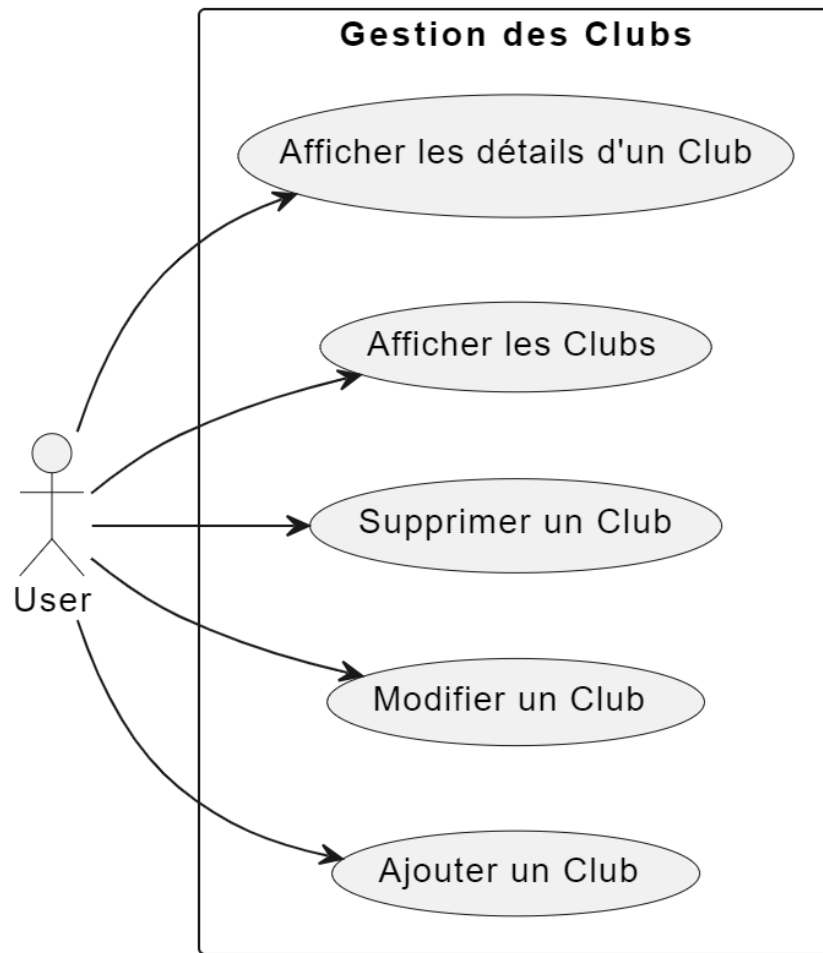 Gestion des Clubs
Afficher les détails d'un Club
Afficher les Clubs
Supprimer un Club
User
Modifier un Club
Ajouter un Club